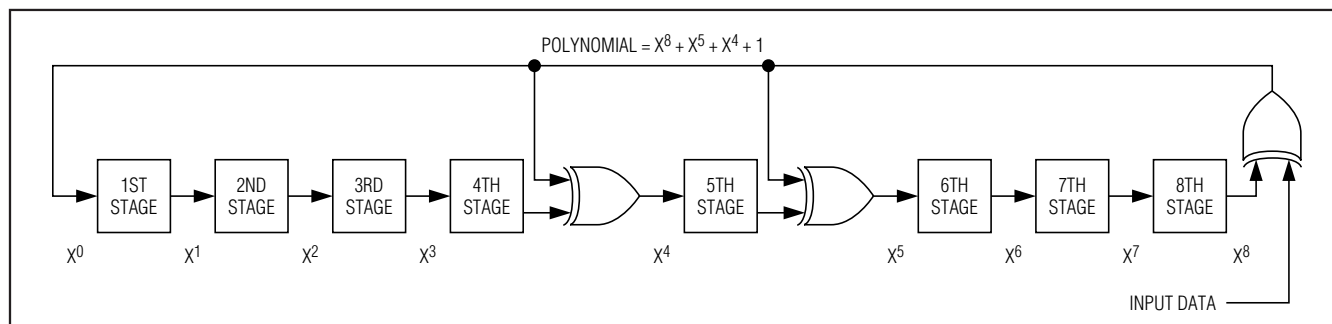 POLYNOMIAL = X⁸ + X⁵ + X⁴ + 1
1ST
STAGE
2ND
STAGE
3RD
STAGE
4TH
STAGE
5TH
STAGE
6TH
STAGE
7TH
STAGE
8TH
STAGE
X⁰
X¹
X²
X³
X⁴
X⁵
X⁶
X⁷
X⁸
INPUT DATA